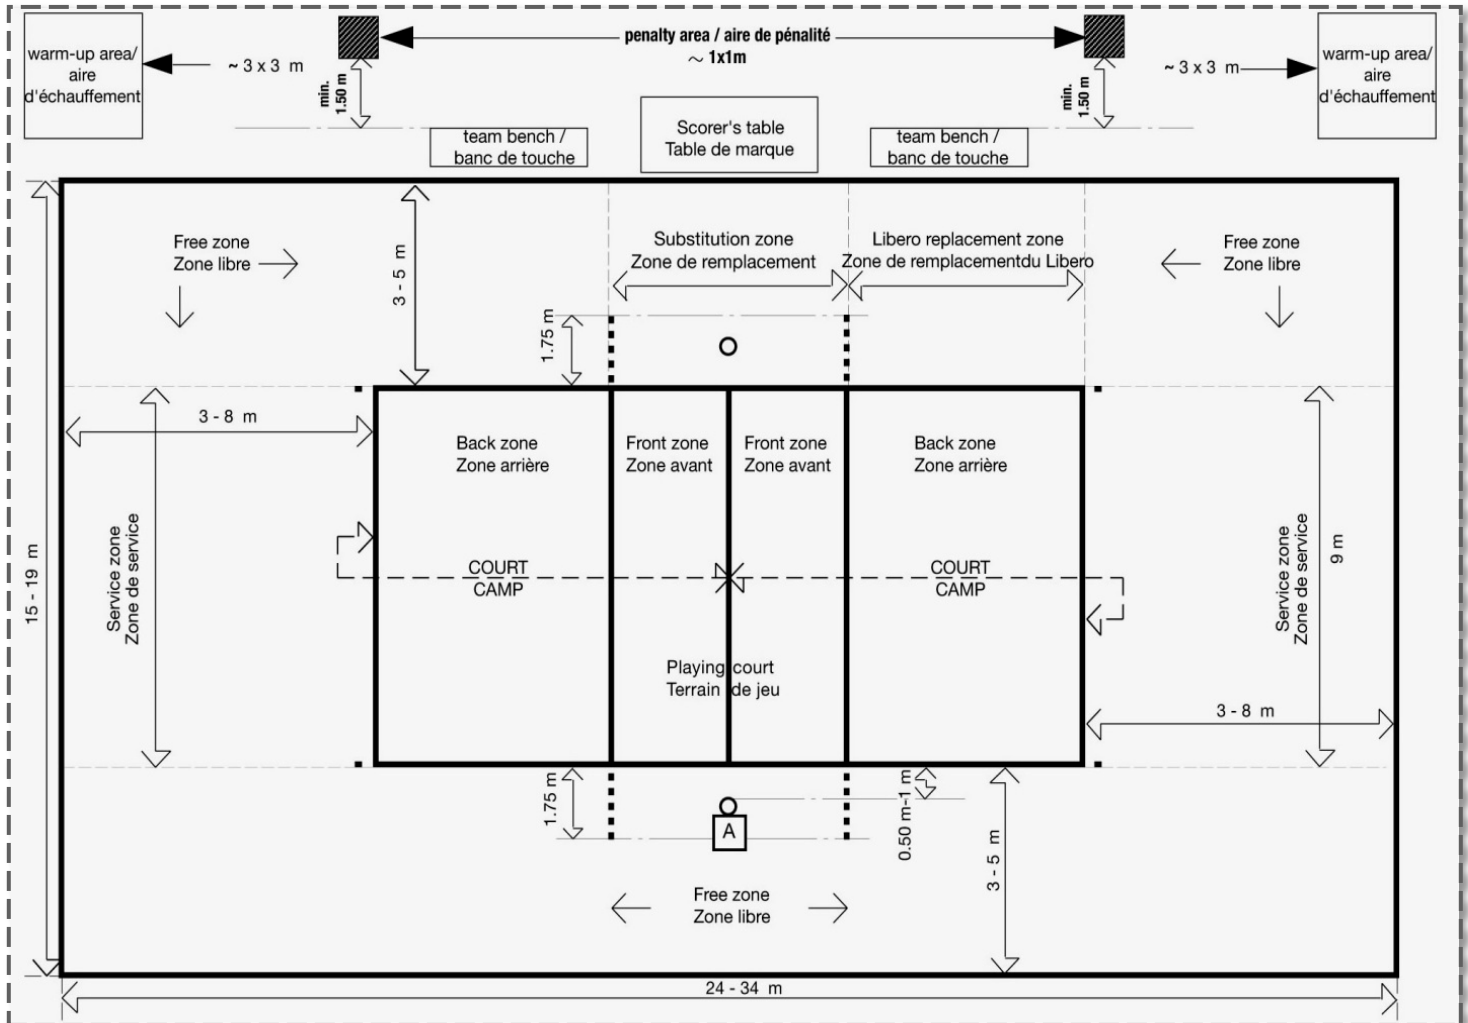 penalty area / aire de pénalité
~ 1x1m
warm-up area/
aire
d'échauffement
~ 3 x 3 m
min.
1.50 m
min.
1.50 m
~ 3 x 3 m
warm-up area/
aire
d'échauffement
team bench /
banc de touche
Scorer's table
Table de marque
team bench /
banc de touche
Free zone
Zone libre
3 - 5 m
Substitution zone
Zone de remplacement
Libero replacement zone
Zone de remplacementdu Libero
Free zone
Zone libre
1.75 m
3 - 8 m
Back zone
Zone arrière
Front zone
Zone avant
Front zone
Zone avant
Back zone
Zone arrière
15 - 19 m
Service zone
Zone de service
COURT
CAMP
COURT
CAMP
Service zone
Zone de service
9 m
Playing court
Terrain de jeu
3 - 8 m
1.75 m
A
0.50 m-1 m
3 - 5 m
Free zone
Zone libre
24 - 34 m